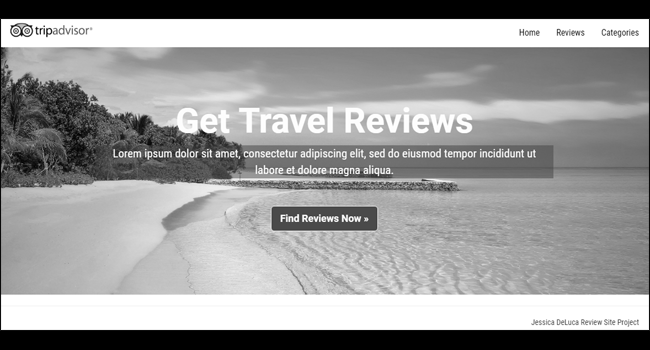 tripadvisor®
Home Reviews Categories
Get Travel Reviews
Lorem ipsum dolor sit amet, consectetur adipiscing elit, sed do eiusmod tempor incididunt ut
labore et dolore magna aliqua.
Find Reviews Now »
Jessica DeLuca Review Site Project